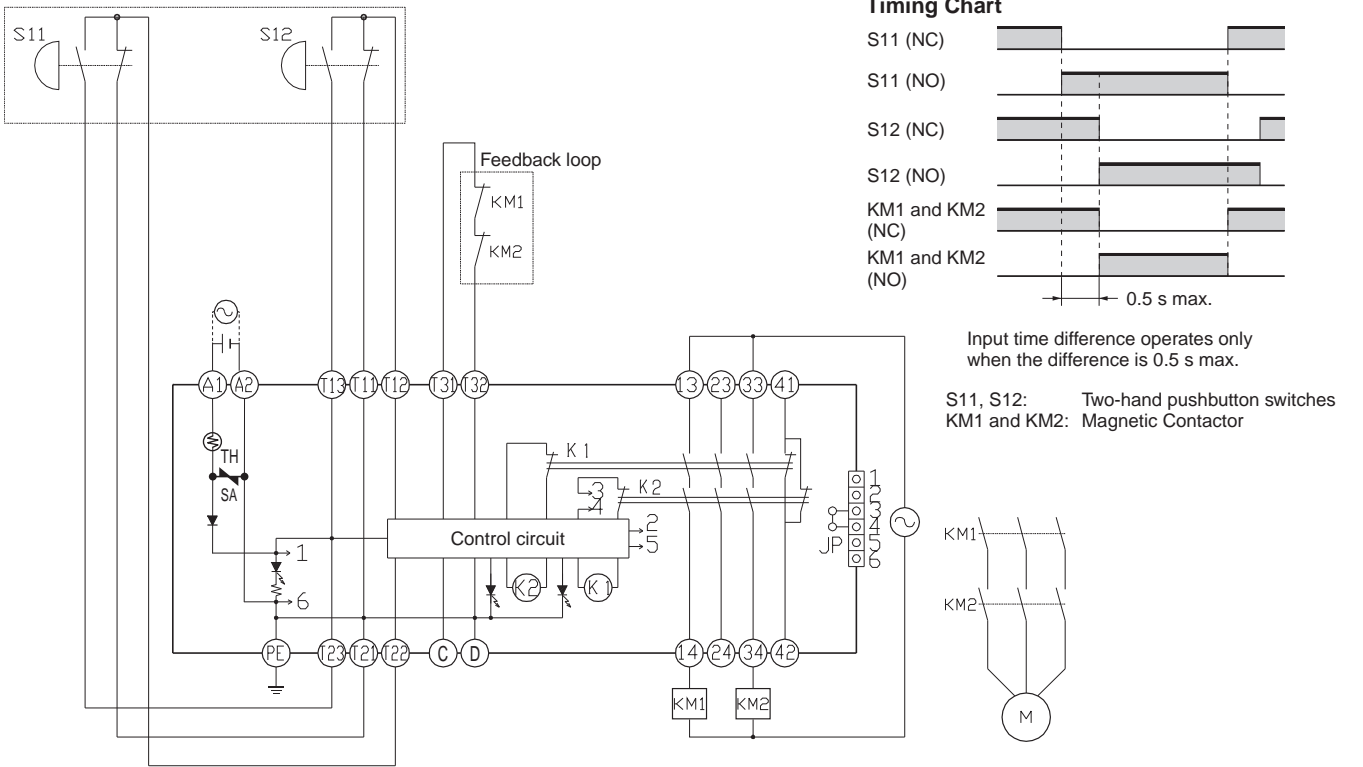 Timing Chart
S11 (NC)
S11 (NO)
S12 (NC)
S12 (NO)
KM1 and KM2
(NC)
KM1 and KM2
(NO)
0.5 s max.
Input time difference operates only
when the difference is 0.5 s max.
S11, S12: Two-hand pushbutton switches
KM1 and KM2: Magnetic Contactor
S11
S12
Feedback loop
KM1
KM2
A1 A2 T13 T11 T12 T31 T32 13 23 33 41
TH
SA
K1
K2
3
4
Control circuit
2
5
1
6
K2 K1
JP
1
2
3
4
5
6
PE T23 T21 T22 C D 14 24 34 42
KM1 KM2
KM1
KM2
M